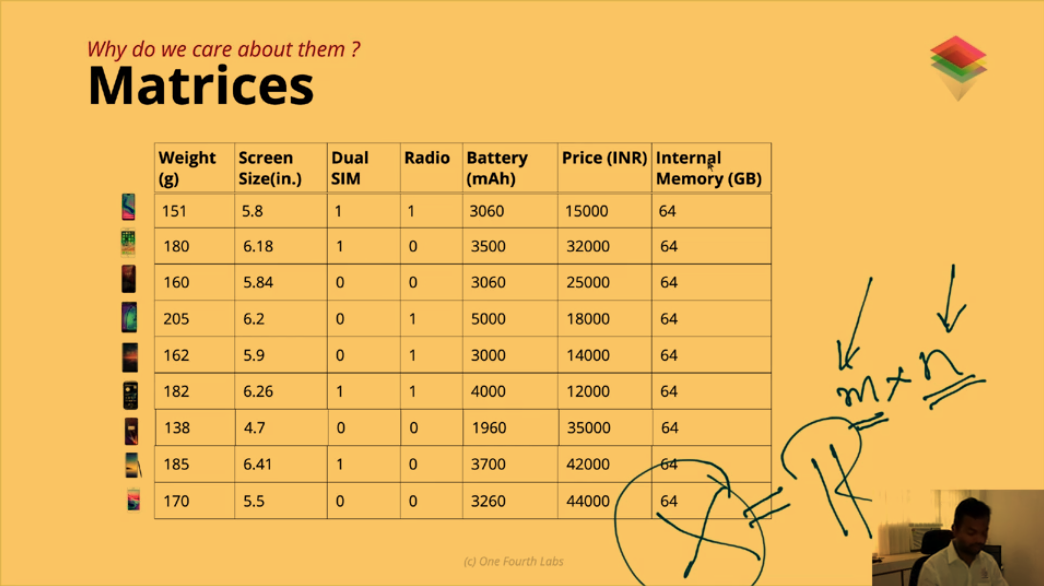 Why do we care about them ?
Matrices
Weight (g) Screen Size(in.) Dual SIM Radio Battery (mAh) Price (INR) Internal Memory (GB)
151 5.8 1 1 3060 15000 64
180 6.18 1 0 3500 32000 64
160 5.84 0 0 3060 25000 64
205 6.2 0 1 5000 18000 64
162 5.9 0 1 3000 14000 64
182 6.26 1 1 4000 12000 64
138 4.7 0 0 1960 35000 64
185 6.41 1 0 3700 42000 64
170 5.5 0 0 3260 44000 64
m x n
X = R
(c) One Fourth Labs